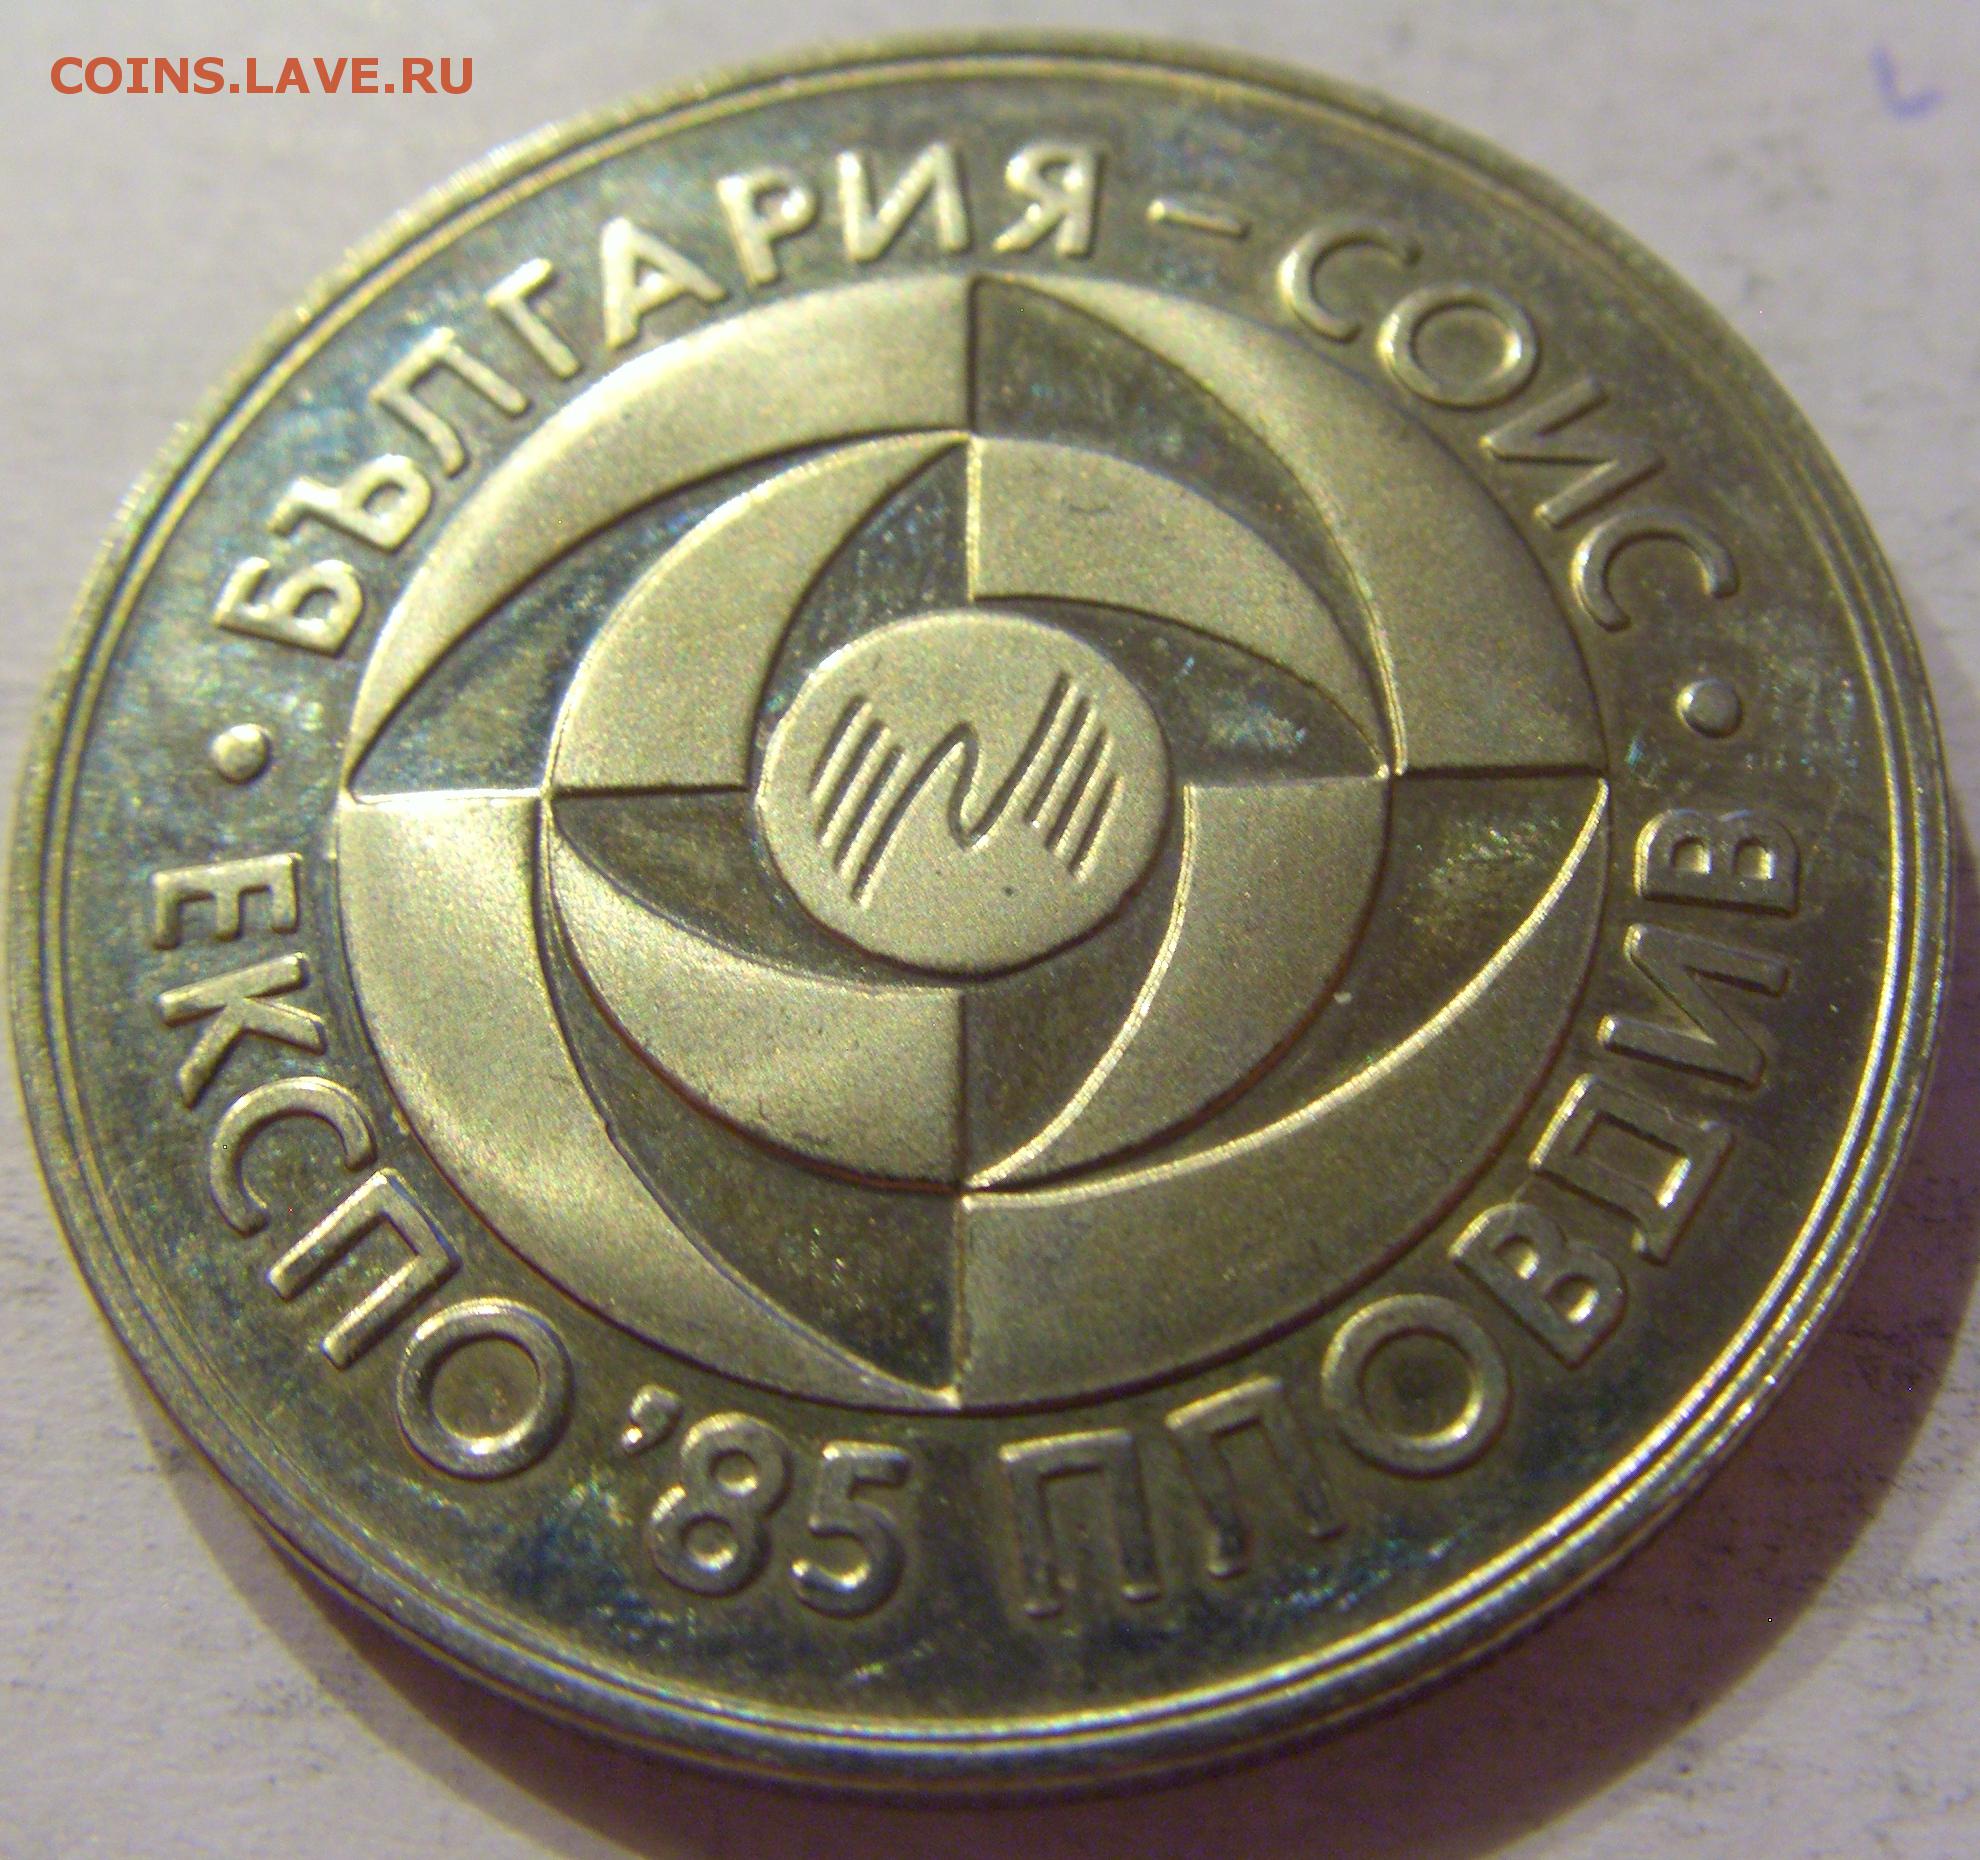 COINS.LAVE.RU
• БЪЛГАРИЯ – СОИС •
ЕКСПО '85 ПЛОВДИВ